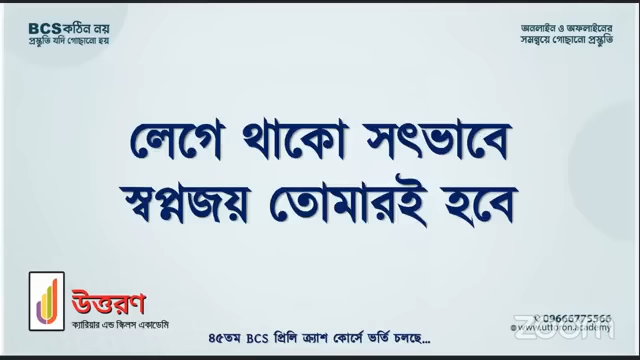 BCS কঠিন নয়
প্রস্তুতি যদি গোছানো হয়
অনলাইন ও অফলাইনের
সমন্বয়ে গোছানো প্রস্তুতি
লেগে থাকো সৎভাবে
স্বপ্নজয় তোমারই হবে
উত্তরণ
ক্যারিয়ার এন্ড স্কিলস একাডেমি
৪৫তম BCS প্রিলি ক্র্যাশ কোর্সে ভর্তি চলছে...
09666775566
www.uttoron.academy
zoom